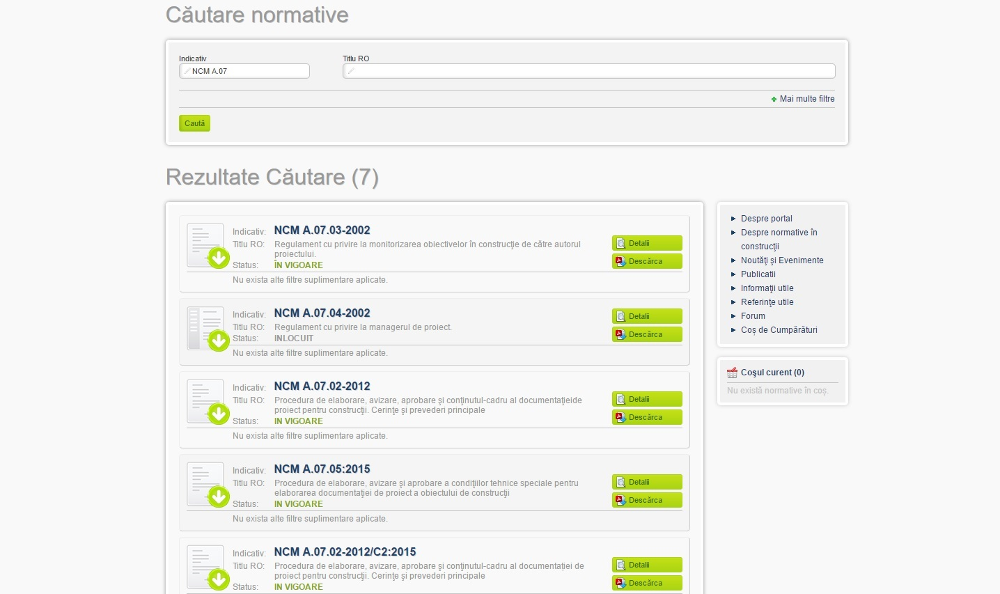 Căutare normative
Indicativ
Titlu RO
NCM A.07
Mai multe filtre
Caută
Rezultate Căutare (7)
Indicativ: NCM A.07.03-2002
Titlu RO: Regulament cu privire la monitorizarea obiectivelor în construcţie de către autorul
proiectului.
Status: ÎN VIGOARE
Nu exista alte filtre suplimentare aplicate.
Detalii
Descărca
Indicativ: NCM A.07.04-2002
Titlu RO: Regulament cu privire la managerul de proiect.
Status: INLOCUIT
Nu exista alte filtre suplimentare aplicate.
Detalii
Descărca
Indicativ: NCM A.07.02-2012
Titlu RO: Procedura de elaborare, avizare, aprobare şi conţinutul-cadru al documentaţieide
proiect pentru construcţii. Cerinţe şi prevederi principale
Status: IN VIGOARE
Nu exista alte filtre suplimentare aplicate.
Detalii
Descărca
Indicativ: NCM A.07.05:2015
Titlu RO: Procedura de elaborare, avizare şi aprobare a condiţiilor tehnice speciale pentru
elaborarea documentaţiei de proiect a obiectului de construcţii
Status: IN VIGOARE
Nu exista alte filtre suplimentare aplicate.
Detalii
Descărca
Indicativ: NCM A.07.02-2012/C2:2015
Titlu RO: Procedura de elaborare, avizare, aprobare şi conţinutul-cadru al documentaţiei de
proiect pentru construcţii. Cerinţe şi prevederi principale
Status: IN VIGOARE
Detalii
Descărca
Despre portal
Despre normative în
construcţii
Noutăţi şi Evenimente
Publicatii
Informaţii utile
Referinţe utile
Forum
Coș de Cumpărături
Coşul curent (0)
Nu există normative în coş.